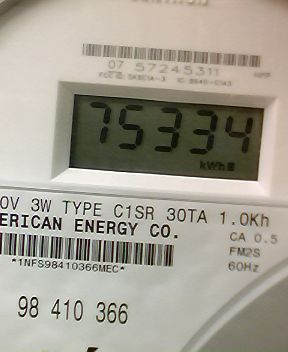 07 57245311
75334
kWh
0V 3W TYPE C1SR 30TA 1.0Kh
ERICAN ENERGY CO.
CA 0.5
FM2S
60Hz
*1NFS98410366MEC*
98 410 366